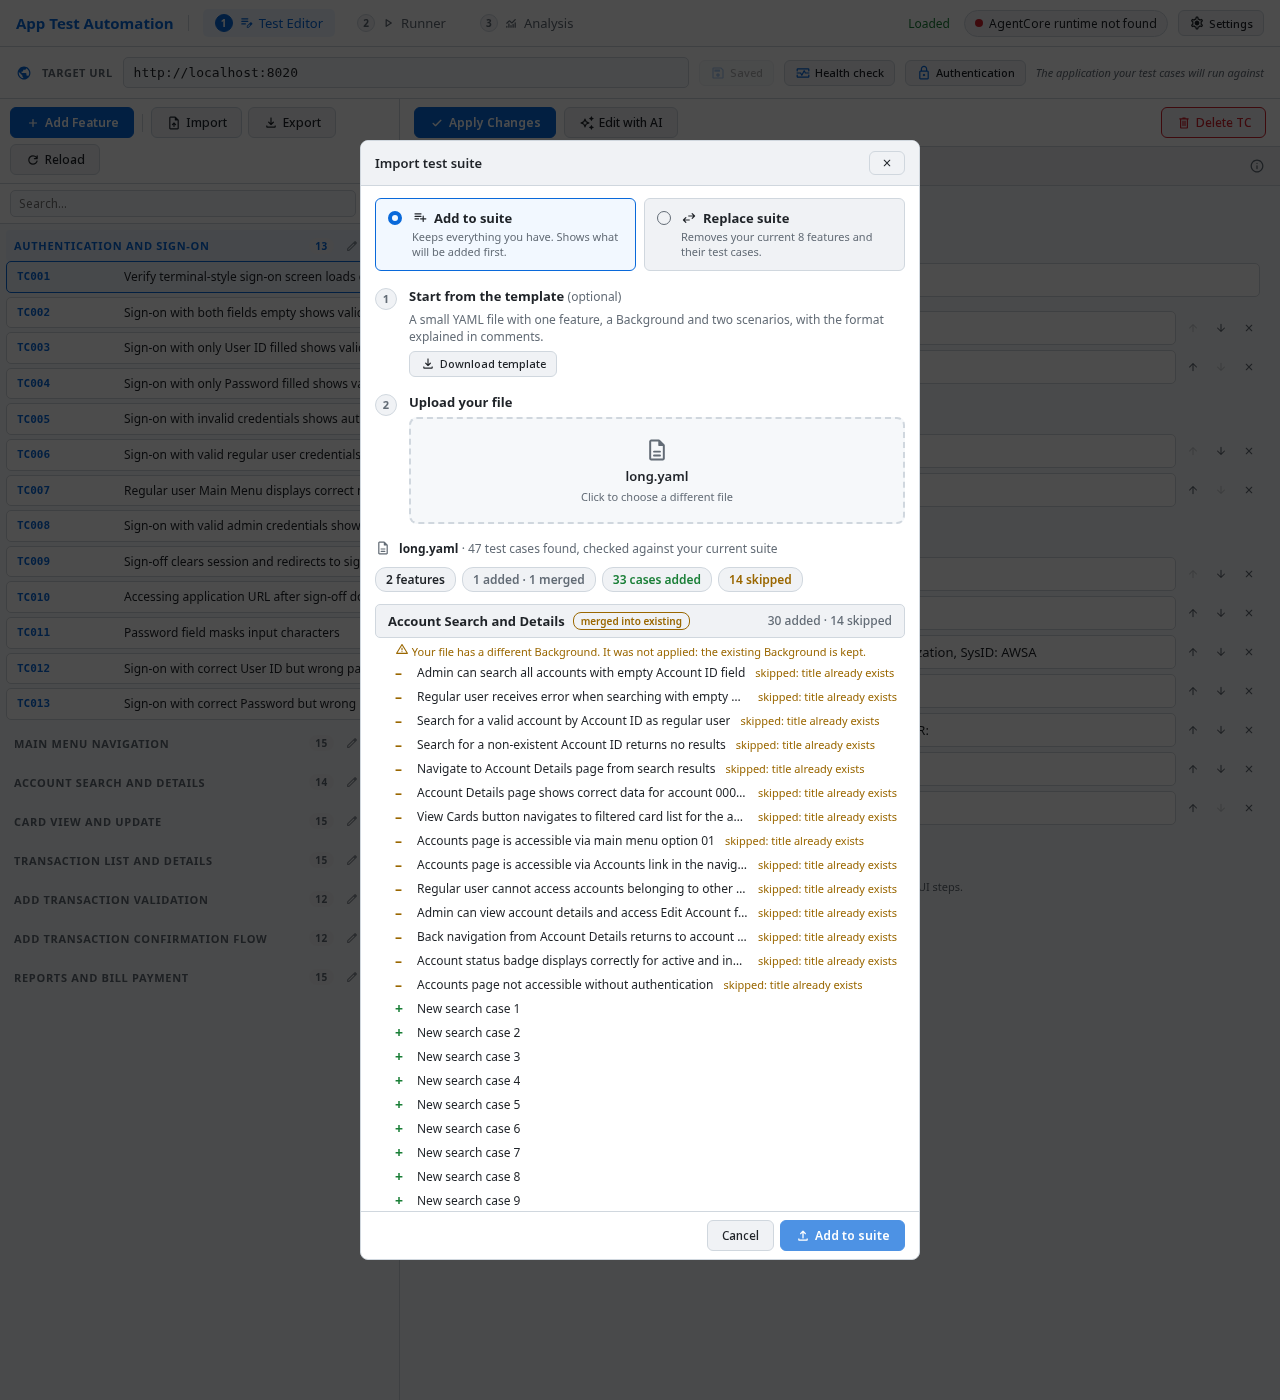 App Test Automation
1 Test Editor
2 Runner
3 Analysis
Loaded
AgentCore runtime not found
Settings
TARGET URL
http://localhost:8020
Saved
Health check
Authentication
The application your test cases will run against
Add Feature
Import
Export
Reload
Apply Changes
Edit with AI
Delete TC
Search...
AUTHENTICATION AND SIGN-ON 13
TC001 Verify terminal-style sign-on screen loads
TC002 Sign-on with both fields empty shows valid
TC003 Sign-on with only User ID filled shows vali
TC004 Sign-on with only Password filled shows va
TC005 Sign-on with invalid credentials shows aut
TC006 Sign-on with valid regular user credentials
TC007 Regular user Main Menu displays correct
TC008 Sign-on with valid admin credentials show
TC009 Sign-off clears session and redirects to sig
TC010 Accessing application URL after sign-off do
TC011 Password field masks input characters
TC012 Sign-on with correct User ID but wrong pa
TC013 Sign-on with correct Password but wrong
MAIN MENU NAVIGATION 15
ACCOUNT SEARCH AND DETAILS 14
CARD VIEW AND UPDATE 15
TRANSACTION LIST AND DETAILS 15
ADD TRANSACTION VALIDATION 12
ADD TRANSACTION CONFIRMATION FLOW 12
REPORTS AND BILL PAYMENT 15
Import test suite
×
Add to suite
Keeps everything you have. Shows what
will be added first.
Replace suite
Removes your current 8 features and
their test cases.
1 Start from the template (optional)
A small YAML file with one feature, a Background and two scenarios, with the format
explained in comments.
Download template
2 Upload your file
long.yaml
Click to choose a different file
long.yaml · 47 test cases found, checked against your current suite
2 features
1 added · 1 merged
33 cases added
14 skipped
Account Search and Details merged into existing 30 added · 14 skipped
Your file has a different Background. It was not applied: the existing Background is kept.
– Admin can search all accounts with empty Account ID field skipped: title already exists
– Regular user receives error when searching with empty ... skipped: title already exists
– Search for a valid account by Account ID as regular user skipped: title already exists
– Search for a non-existent Account ID returns no results skipped: title already exists
– Navigate to Account Details page from search results skipped: title already exists
– Account Details page shows correct data for account 000... skipped: title already exists
– View Cards button navigates to filtered card list for the a... skipped: title already exists
– Accounts page is accessible via main menu option 01 skipped: title already exists
– Accounts page is accessible via Accounts link in the navig... skipped: title already exists
– Regular user cannot access accounts belonging to other ... skipped: title already exists
– Admin can view account details and access Edit Account f... skipped: title already exists
– Back navigation from Account Details returns to account ... skipped: title already exists
– Account status badge displays correctly for active and in... skipped: title already exists
– Accounts page not accessible without authentication skipped: title already exists
+ New search case 1
+ New search case 2
+ New search case 3
+ New search case 4
+ New search case 5
+ New search case 6
+ New search case 7
+ New search case 8
+ New search case 9
Cancel
Add to suite
zation, SysID: AWSA
R:
UI steps.